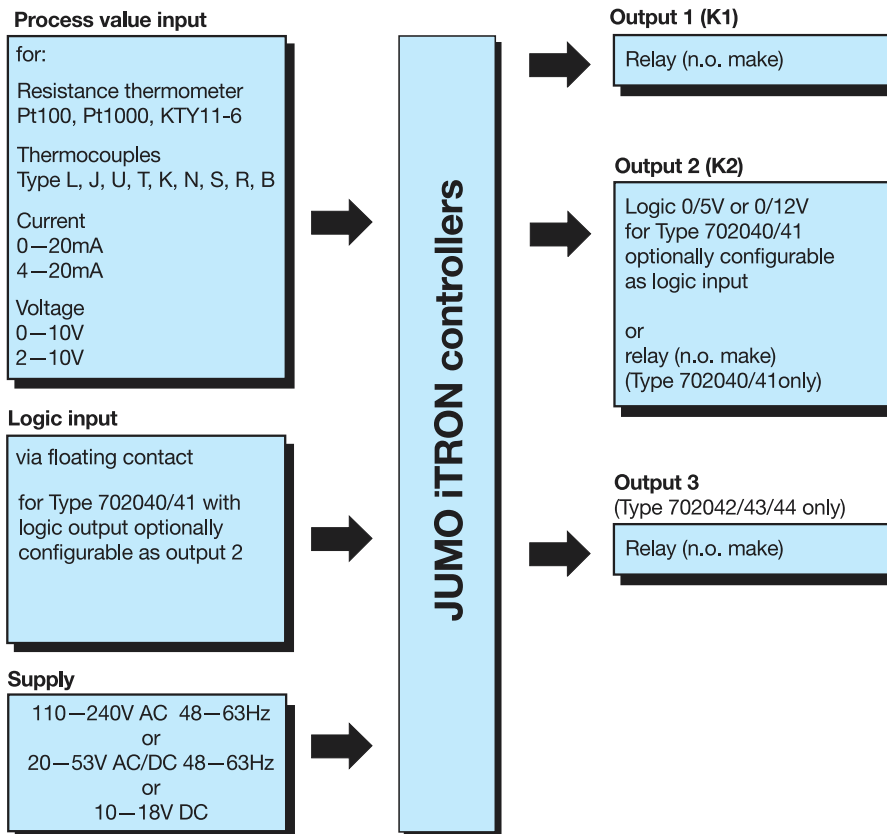 Process value input
for:
Resistance thermometer
Pt100, Pt1000, KTY11-6
Thermocouples
Type L, J, U, T, K, N, S, R, B
Current
0—20mA
4—20mA
Voltage
0—10V
2—10V
Logic input
via floating contact
for Type 702040/41 with
logic output optionally
configurable as output 2
Supply
110—240V AC 48—63Hz
or
20—53V AC/DC 48—63Hz
or
10—18V DC
JUMO iTRON controllers
Output 1 (K1)
Relay (n.o. make)
Output 2 (K2)
Logic 0/5V or 0/12V
for Type 702040/41
optionally configurable
as logic input
or
relay (n.o. make)
(Type 702040/41only)
Output 3
(Type 702042/43/44 only)
Relay (n.o. make)